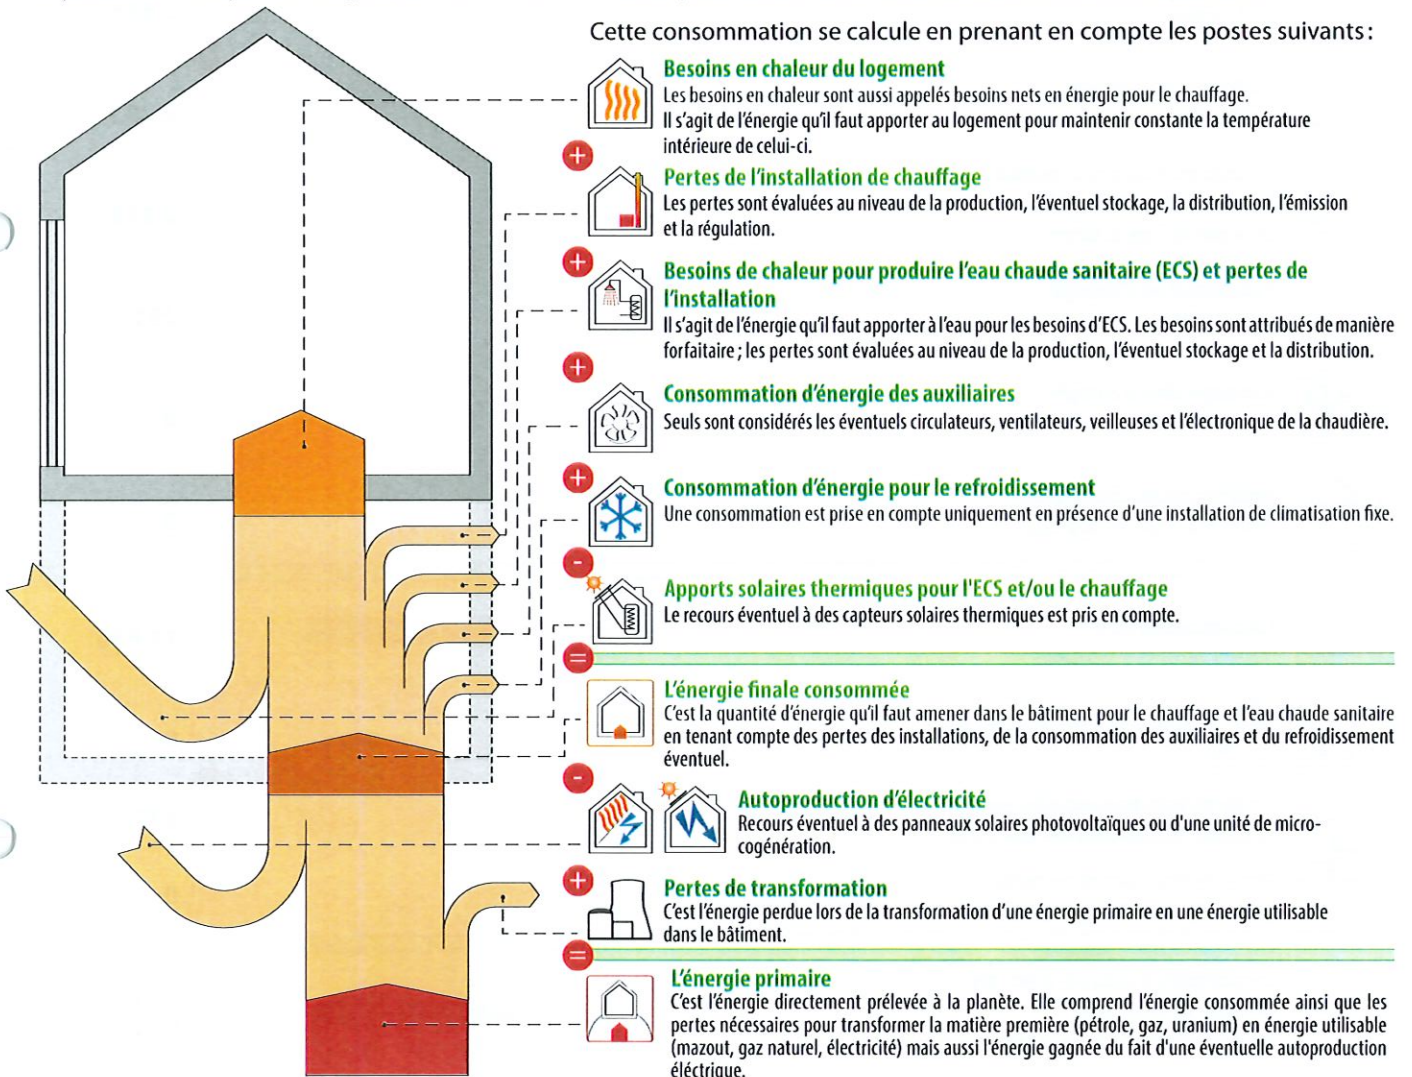 Cette consommation se calcule en prenant en compte les postes suivants :
Besoins en chaleur du logement
Les besoins en chaleur sont aussi appelés besoins nets en énergie pour le chauffage.
Il s'agit de l'énergie qu'il faut apporter au logement pour maintenir constante la température
intérieure de celui-ci.
+
Pertes de l'installation de chauffage
Les pertes sont évaluées au niveau de la production, l'éventuel stockage, la distribution, l'émission
et la régulation.
+
Besoins de chaleur pour produire l'eau chaude sanitaire (ECS) et pertes de
l'installation
Il s'agit de l'énergie qu'il faut apporter à l'eau pour les besoins d'ECS. Les besoins sont attribués de manière
forfaitaire ; les pertes sont évaluées au niveau de la production, l'éventuel stockage et la distribution.
+
Consommation d'énergie des auxiliaires
Seuls sont considérés les éventuels circulateurs, ventilateurs, veilleuses et l'électronique de la chaudière.
+
Consommation d'énergie pour le refroidissement
Une consommation est prise en compte uniquement en présence d'une installation de climatisation fixe.
-
Apports solaires thermiques pour l'ECS et/ou le chauffage
Le recours éventuel à des capteurs solaires thermiques est pris en compte.
=
L'énergie finale consommée
C'est la quantité d'énergie qu'il faut amener dans le bâtiment pour le chauffage et l'eau chaude sanitaire
en tenant compte des pertes des installations, de la consommation des auxiliaires et du refroidissement
éventuel.
-
Autoproduction d'électricité
Recours éventuel à des panneaux solaires photovoltaïques ou d'une unité de micro-
cogénération.
+
Pertes de transformation
C'est l'énergie perdue lors de la transformation d'une énergie primaire en une énergie utilisable
dans le bâtiment.
=
L'énergie primaire
C'est l'énergie directement prélevée à la planète. Elle comprend l'énergie consommée ainsi que les
pertes nécessaires pour transformer la matière première (pétrole, gaz, uranium) en énergie utilisable
(mazout, gaz naturel, électricité) mais aussi l'énergie gagnée du fait d'une éventuelle autoproduction
éléctrique.